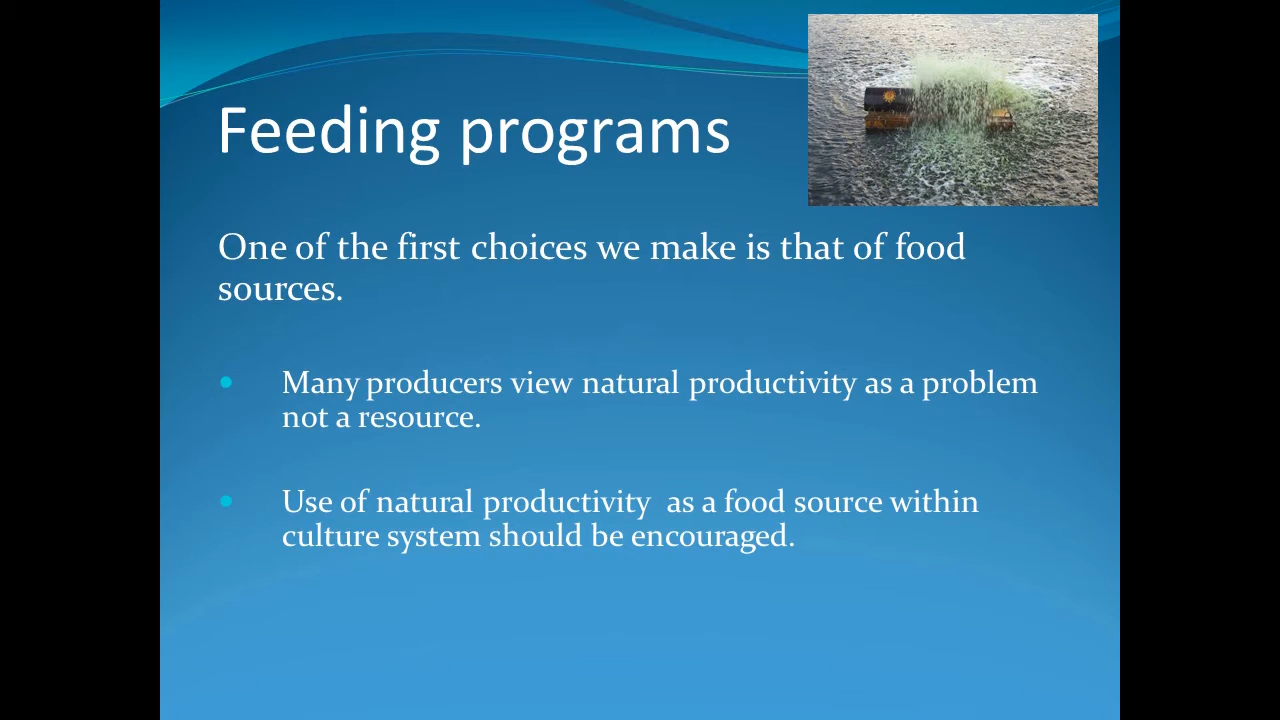 Feeding programs
One of the first choices we make is that of food
sources.
Many producers view natural productivity as a problem
not a resource.
Use of natural productivity as a food source within
culture system should be encouraged.